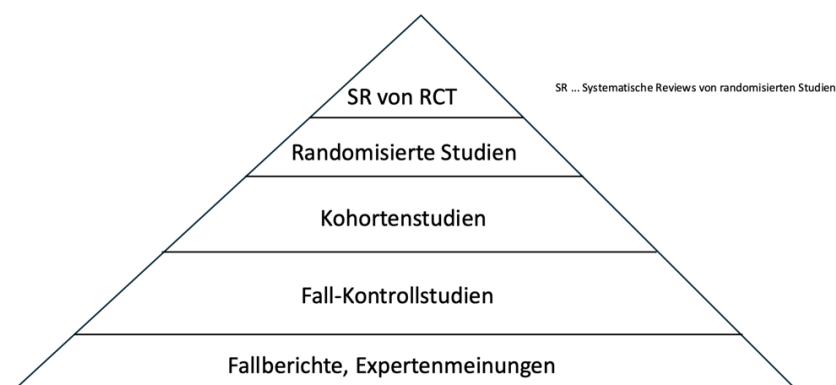 SR von RCT
SR ... Systematische Reviews von randomisierten Studien
Randomisierte Studien
Kohortenstudien
Fall-Kontrollstudien
Fallberichte, Expertenmeinungen